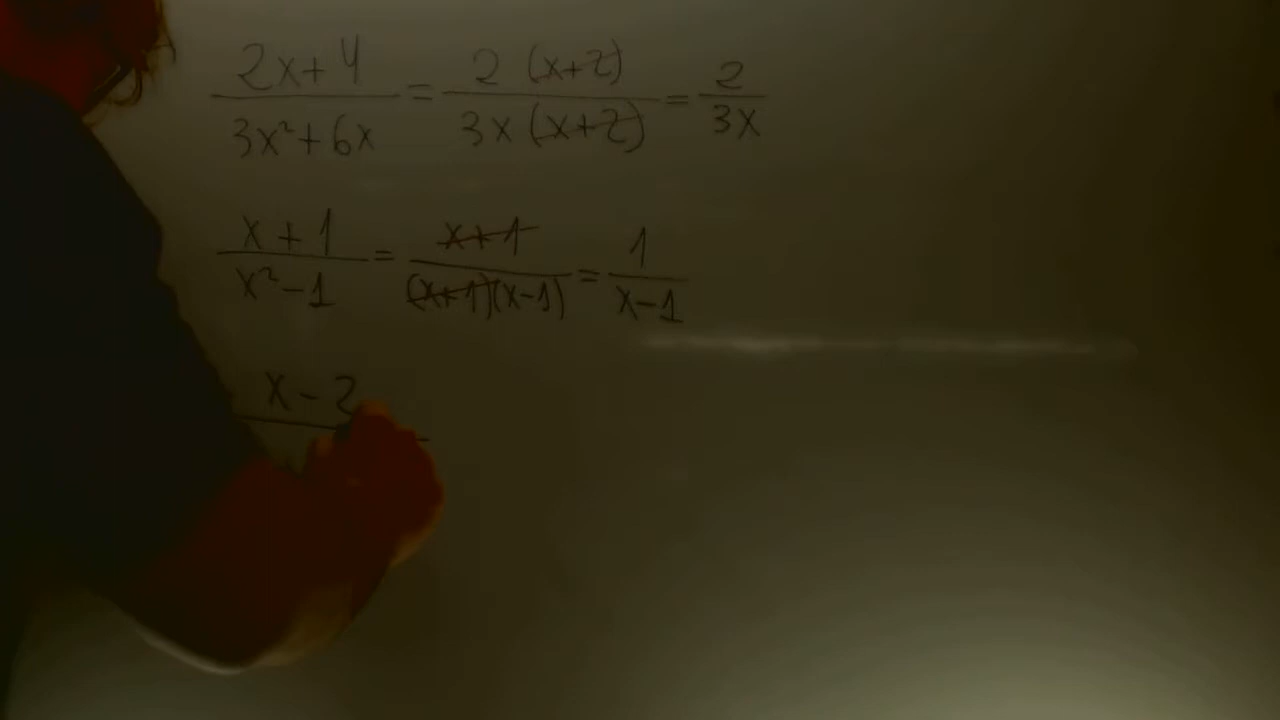 2x+4 / 3x²+6x = 2 (x+2) / 3x (x+2) = 2 / 3x
x+1 / x²-1 = x+1 / (x+1)(x-1) = 1 / x-1
x-2